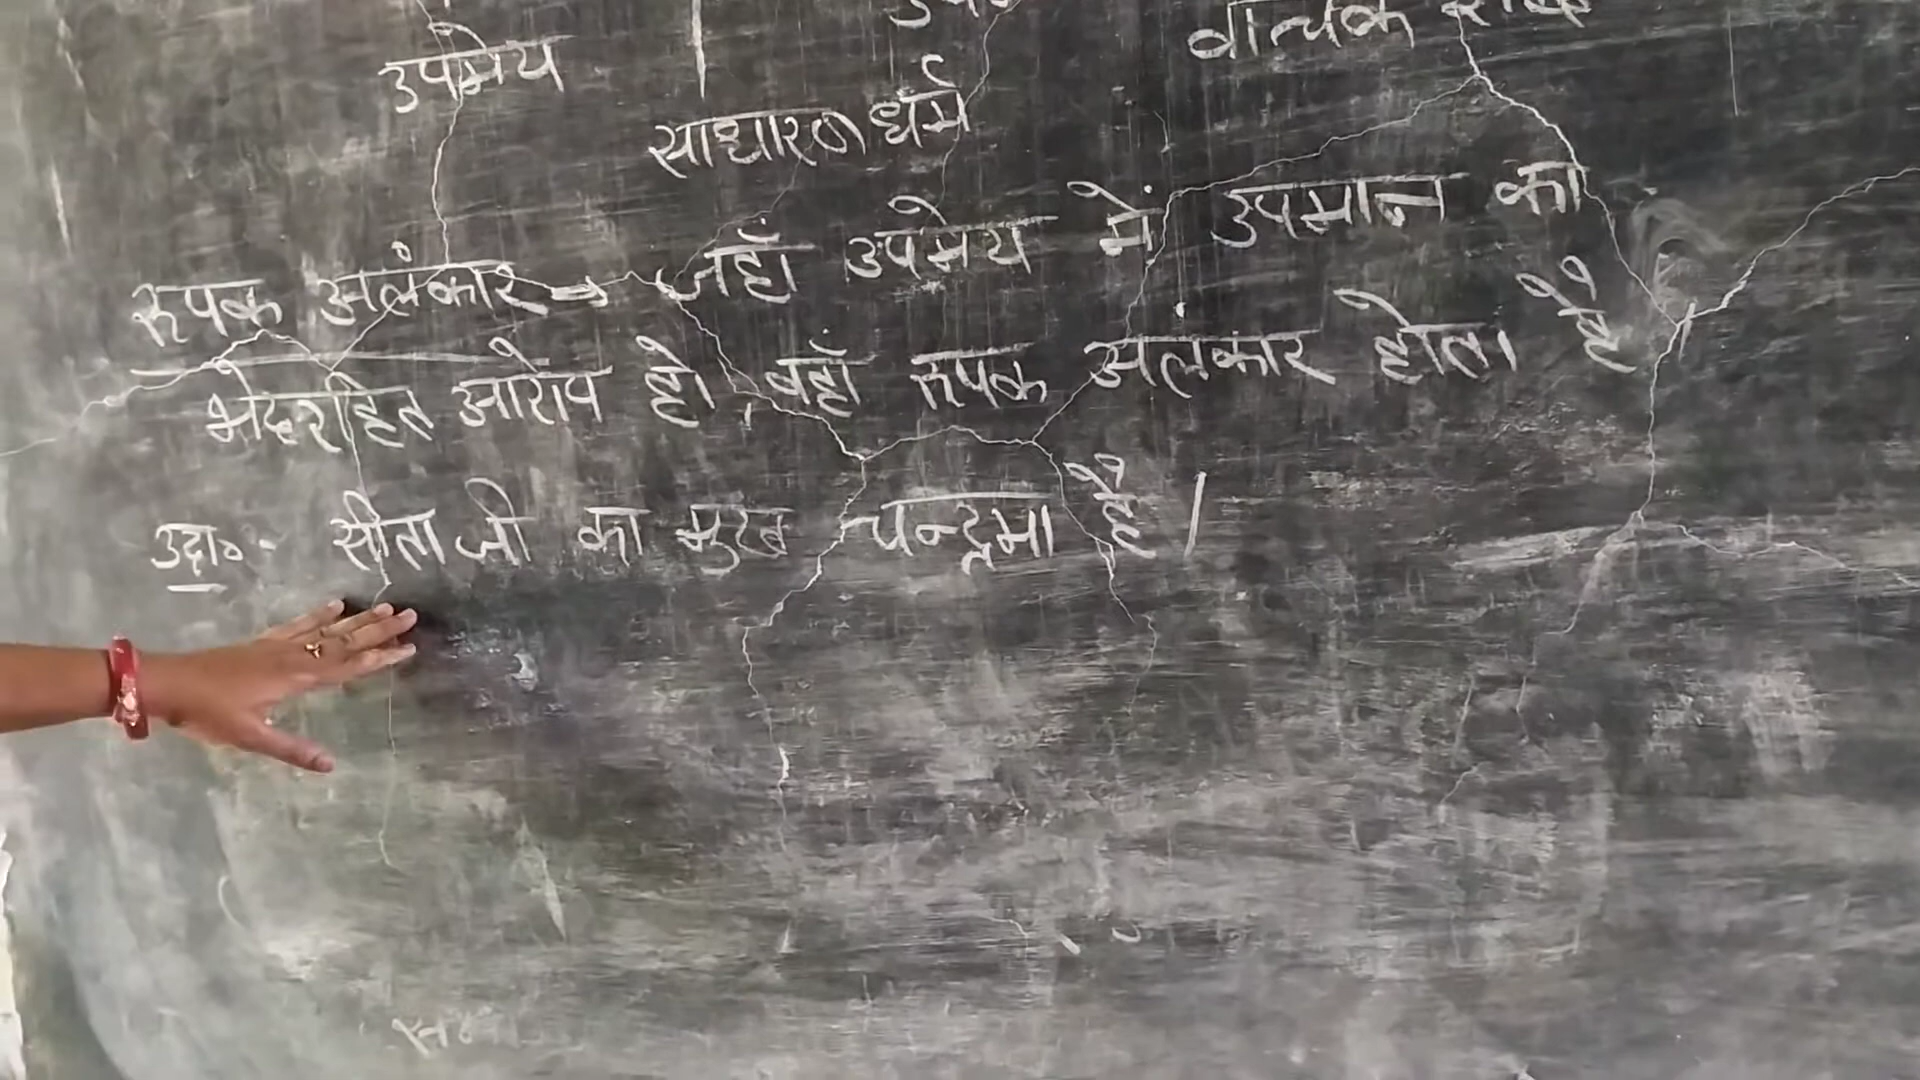 उपमेय वाचक शब्द
साधारण धर्म
रूपक अलंकार → जहाँ उपमेय में उपमान का
भेदरहित आरोप हो, वहाँ रूपक अलंकार होता है।
उदा०- सीता जी का मुख चन्द्रमा है।